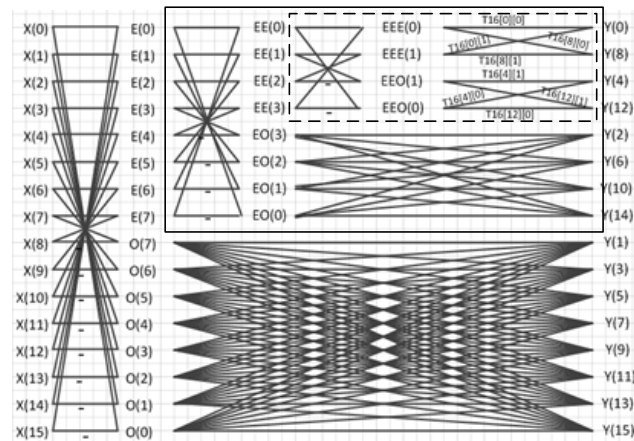 X(0) E(0) EE(0) EEE(0) T16[0][0] Y(0)
X(1) E(1) EE(1) EEE(1) T16[0][1] T16[8][0] T16[8][1] Y(8)
X(2) E(2) EE(2) EEO(1) T16[4][1] Y(4)
X(3) E(3) EE(3) EEO(0) T16[4][0] T16[12][1] T16[12][0] Y(12)
X(4) E(4) EO(3) Y(2)
X(5) E(5) EO(2) Y(6)
X(6) E(6) EO(1) Y(10)
X(7) E(7) EO(0) Y(14)
X(8) O(7) Y(1)
X(9) O(6) Y(3)
X(10) O(5) Y(5)
X(11) O(4) Y(7)
X(12) O(3) Y(9)
X(13) O(2) Y(11)
X(14) O(1) Y(13)
X(15) O(0) Y(15)